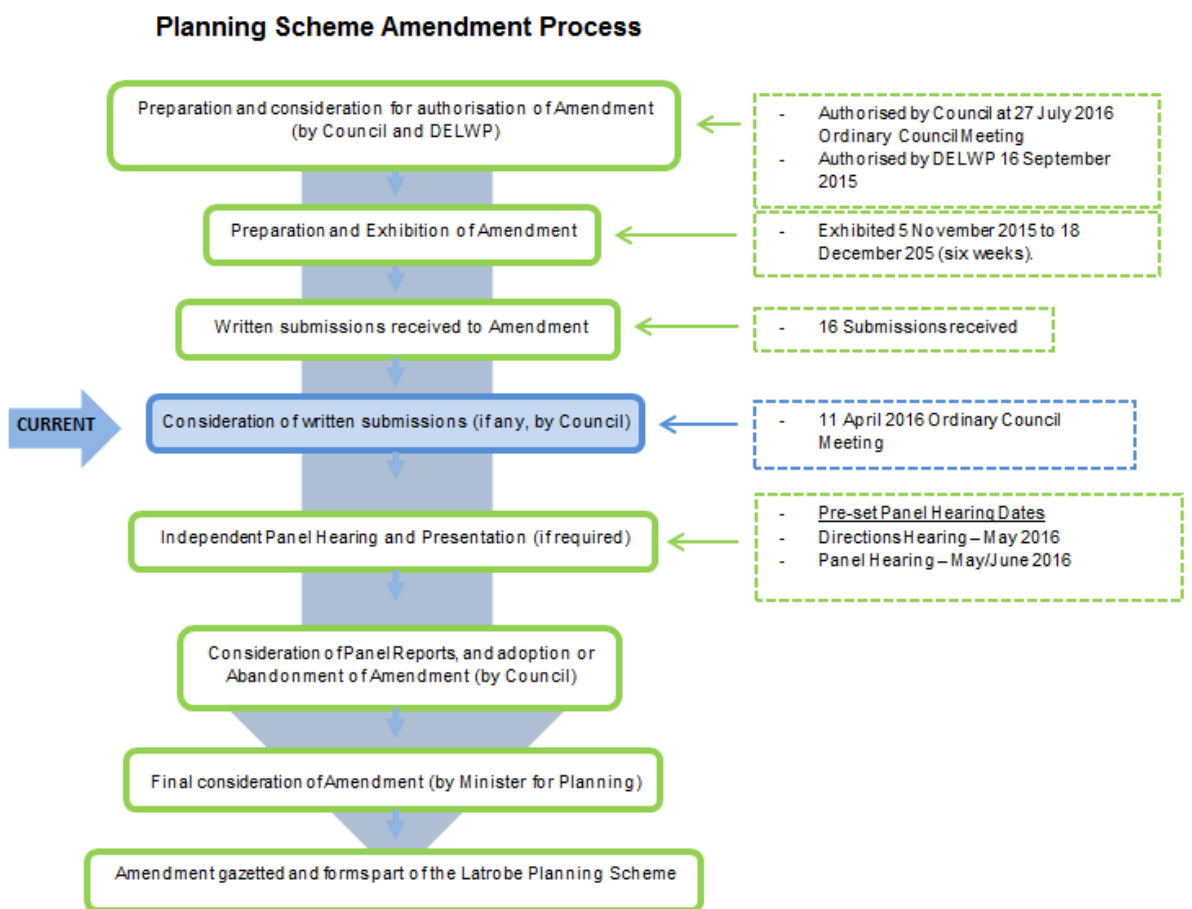 Planning Scheme Amendment Process
Preparation and consideration for authorisation of Amendment
(by Council and DELWP)
- Authorised by Council at 27 July 2016
Ordinary Council Meeting
- Authorised by DELWP 16 September
2015
Preparation and Exhibition of Amendment
- Exhibited 5 November 2015 to 18
December 205 (six weeks).
Written submissions received to Amendment
- 16 Submissions received
CURRENT
Consideration of written submissions (if any, by Council)
- 11 April 2016 Ordinary Council
Meeting
Independent Panel Hearing and Presentation (if required)
- Pre-set Panel Hearing Dates
- Directions Hearing – May 2016
- Panel Hearing – May/June 2016
Consideration of Panel Reports, and adoption or
Abandonment of Amendment (by Council)
Final consideration of Amendment (by Minister for Planning)
Amendment gazetted and forms part of the Latrobe Planning Scheme